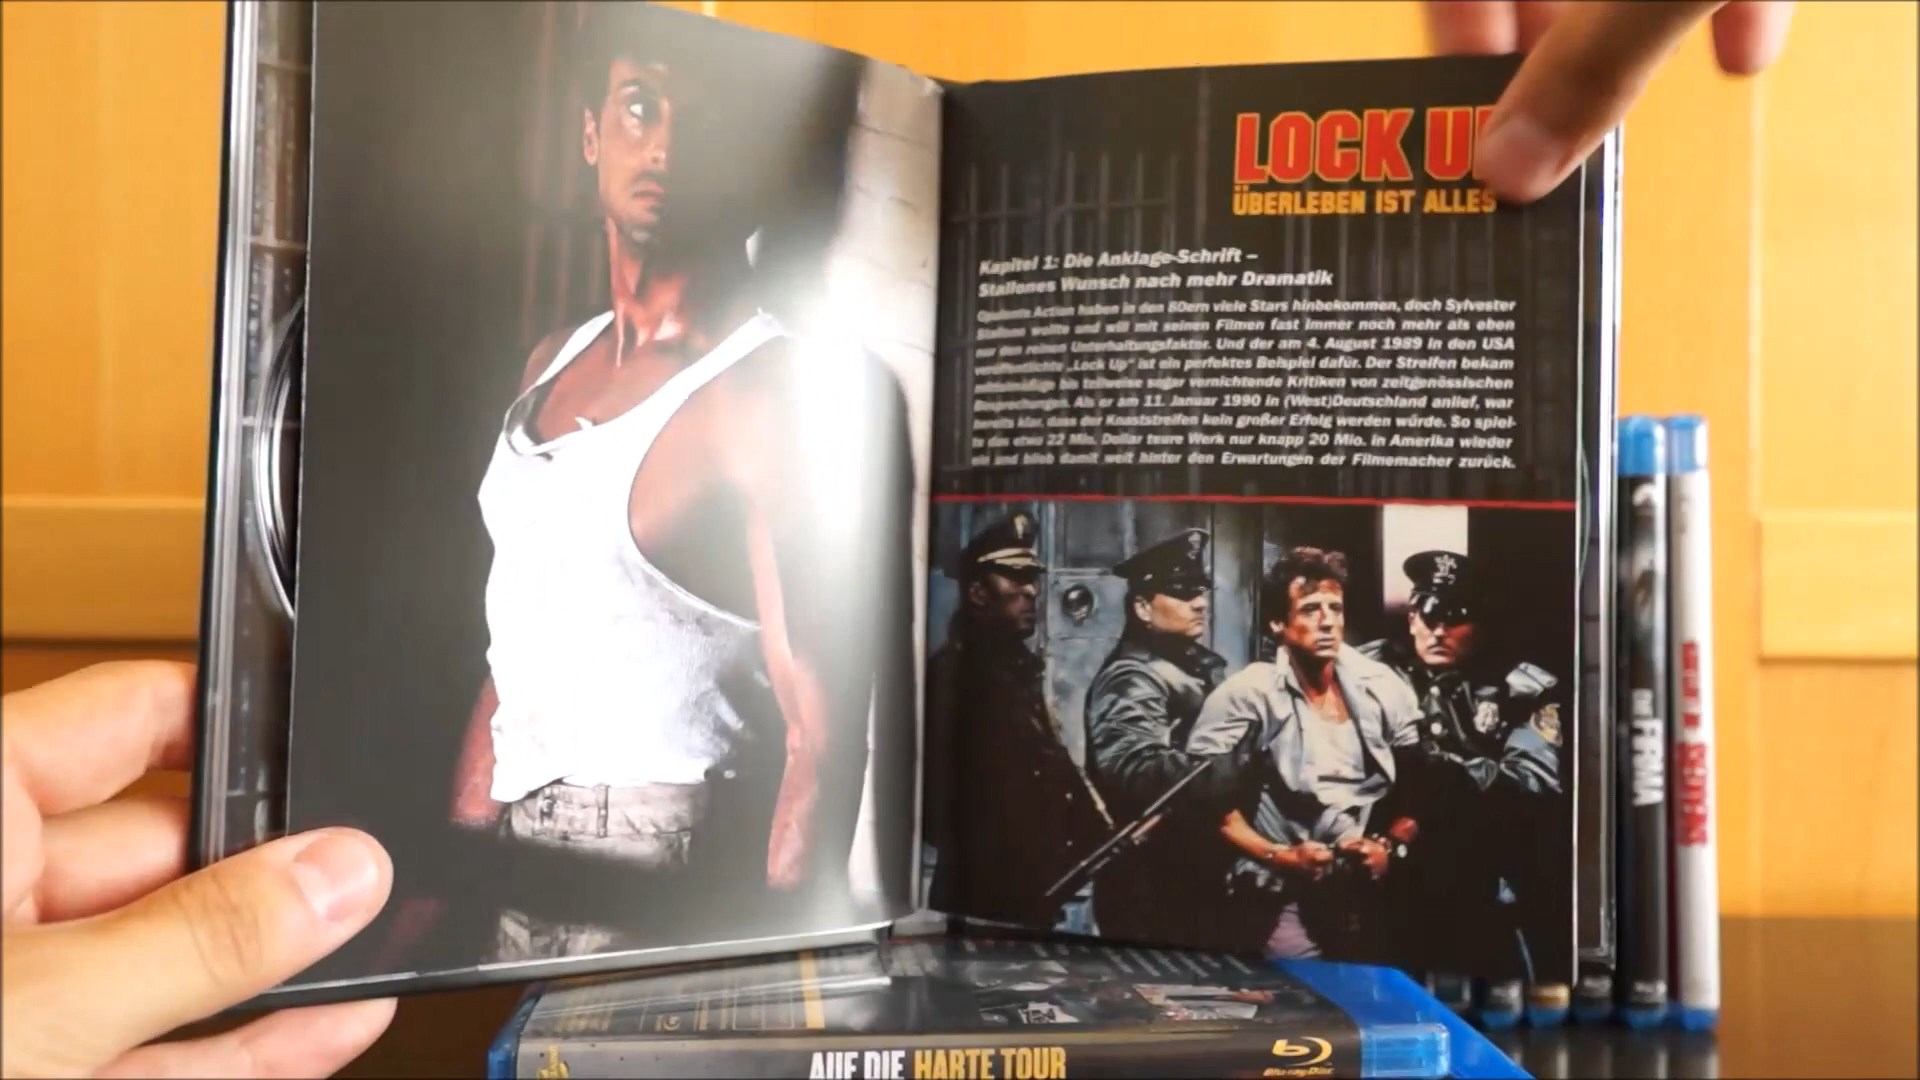 LOCK U
ÜBERLEBEN IST ALLES
Kapitel 1: Die Anklage-Schrift –
Stallones Wunsch nach mehr Dramatik
Opulente Action haben in den 80ern viele Stars hinbekommen, doch Sylvester
Stallone wollte und will mit seinen Filmen fast immer noch mehr als eben
nur den reinen Unterhaltungsfaktor. Und der am 4. August 1989 in den USA
veröffentlichte „Lock Up" ist ein perfektes Beispiel dafür. Der Streifen bekam
mittelmäßige bis teilweise sogar vernichtende Kritiken von zeitgenössischen
Besprechungen. Als er am 11. Januar 1990 in (West)Deutschland anlief, war
bereits klar, dass der Knaststreifen kein großer Erfolg werden würde. So spiel-
te das etwa 22 Mio. Dollar teure Werk nur knapp 20 Mio. in Amerika wieder
ein und blieb damit weit hinter den Erwartungen der Filmemacher zurück.
DIE FIRMA
AUF DIE HARTE TOUR
Blu-ray Disc